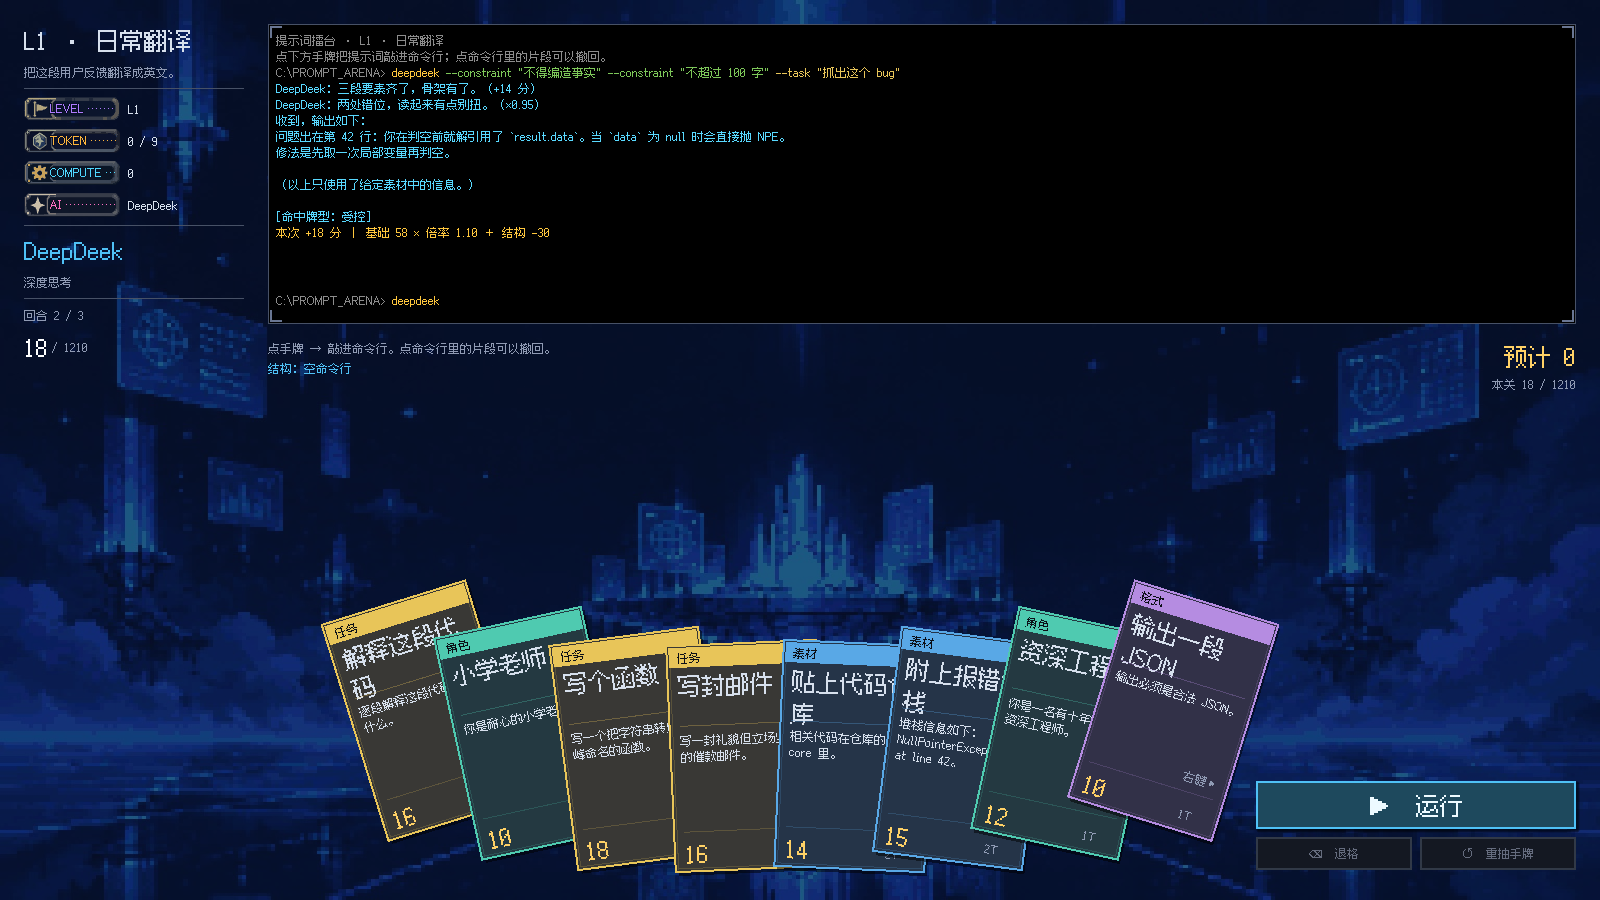 L1 · 日常翻译
把这段用户反馈翻译成英文。
LEVEL L1
TOKEN 0 / 9
COMPUTE 0
AI DeepDeek
DeepDeek
深度思考
回合 2 / 3
18 / 1210
提示词擂台 · L1 · 日常翻译
点下方手牌把提示词敲进命令行；点命令行里的片段可以撤回。
C:\PROMPT_ARENA> deepdeek --constraint "不得编造事实" --constraint "不超过 100 字" --task "抓出这个 bug"
DeepDeek: 三段要素齐了，骨架有了。 (+14 分)
DeepDeek: 两处错位，读起来有点别扭。 (×0.95)
收到，输出如下：
问题出在第 42 行：你在判空前就解引用了 `result.data`。当 `data` 为 null 时会直接抛 NPE。
修法是先取一次局部变量再判空。
（以上只使用了给定素材中的信息。）
[命中牌型: 受控]
本次 +18 分 | 基础 58 × 倍率 1.10 + 结构 -30
C:\PROMPT_ARENA> deepdeek
点手牌 → 敲进命令行。点命令行里的片段可以撤回。
结构: 空命令行
预计 0
本关 18 / 1210
任务
解释这段代
码
逐段解释这段代码
什么。
16
角色
小学老师
你是耐心的小学老
10
任务
写个函数
写一个把字符串转
峰命名的函数。
18
任务
写封邮件
写一封礼貌但立场
的催款邮件。
16
素材
贴上代码
库
相关代码在仓库的
core 里。
14
素材
附上报错
栈
堆栈信息如下:
NullPointerExcep
at line 42。
15
2T
角色
资深工程
你是一名有十年
资深工程师。
12
1T
格式
输出一段
JSON
输出必须是合法 JSON。
右键
10
1T
运行
退格
重抽手牌